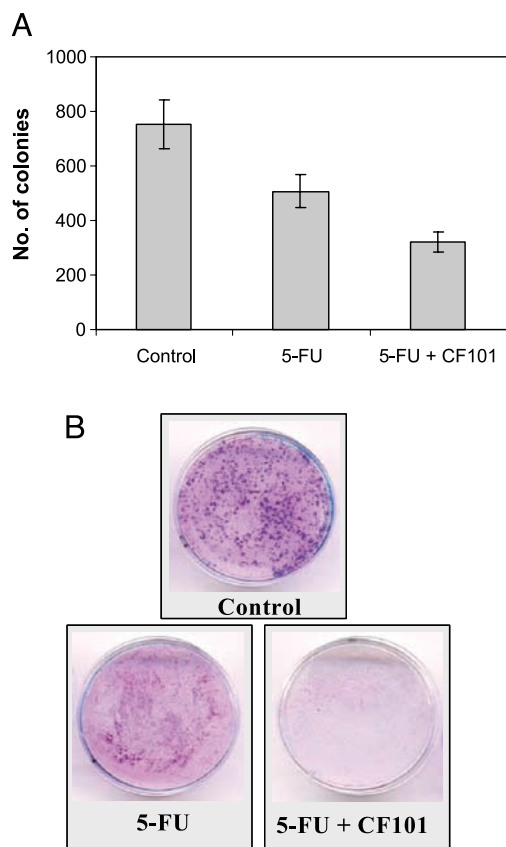 A
No. of colonies
1000
800
600
400
200
0
Control
5-FU
5-FU + CF101
B
Control
5-FU
5-FU + CF101